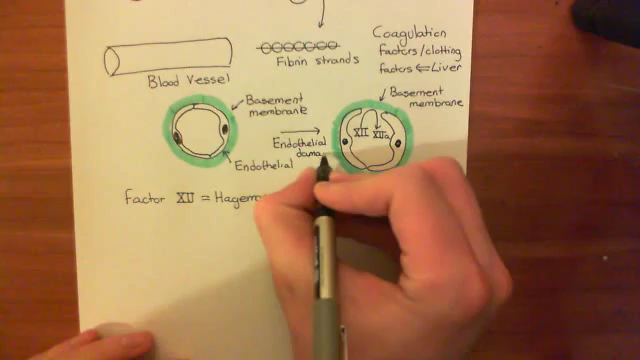 Coagulation
factors/clotting
factors ⇐ Liver
Fibrin strands
Blood Vessel
Basement
membrane
Basement
membrane
XII
XIIa
Endothelial
Endothelial
Factor XII =